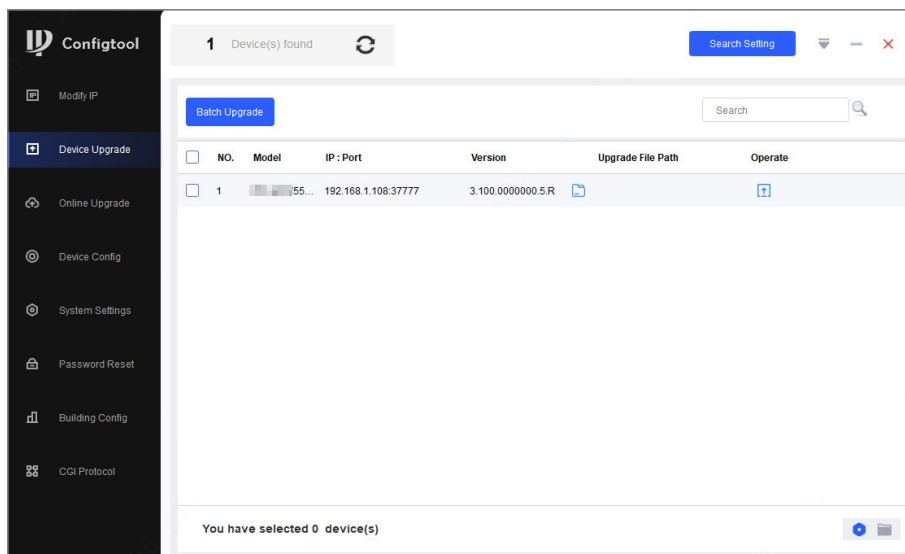 Configtool
1 Device(s) found
Search Setting
Modify IP
Device Upgrade
Online Upgrade
Device Config
System Settings
Password Reset
Building Config
CGI Protocol
Batch Upgrade
Search
NO. Model IP : Port Version Upgrade File Path Operate
1 55... 192.168.1.108:37777 3.100.0000000.5.R
You have selected 0 device(s)